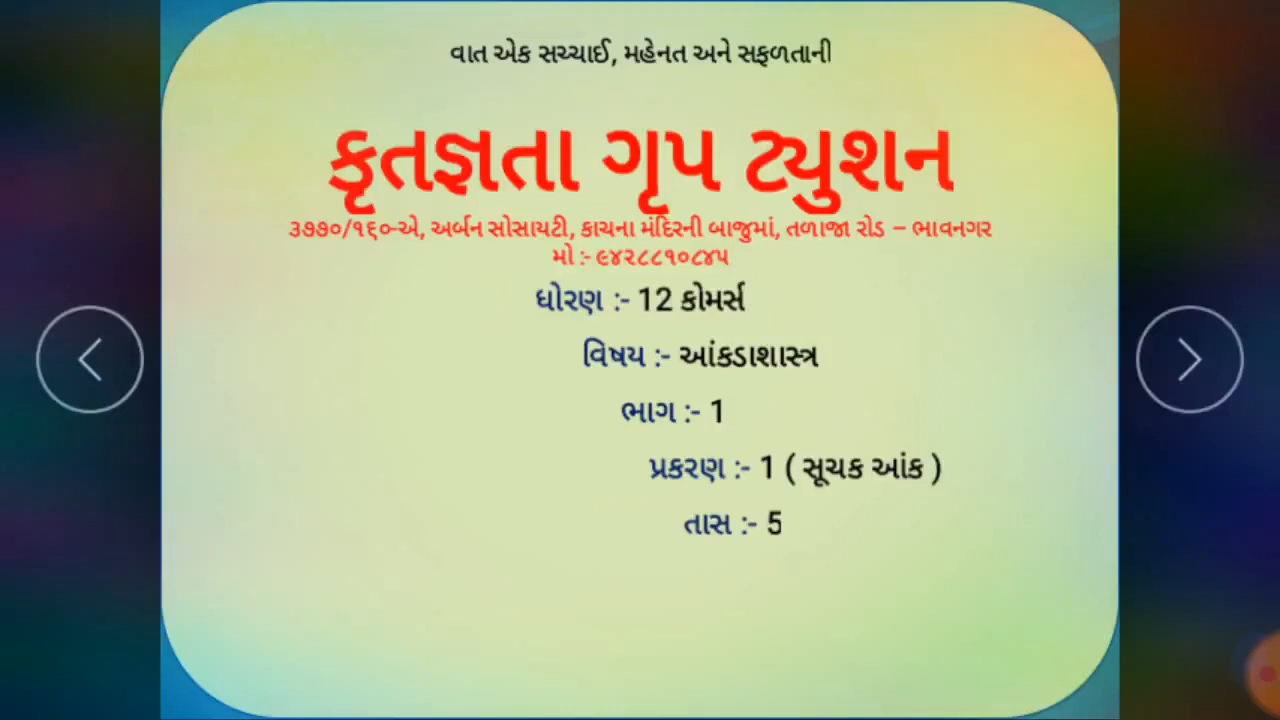 વાત એક સચ્ચાઈ, મહેનત અને સફળતાની
કૃતજ્ઞતા ગૃપ ટ્યુશન
૩૭૭૦/૧૬૦-એ, અર્બન સોસાયટી, કાચના મંદિરની બાજુમાં, તળાજા રોડ – ભાવનગર
મો :- ૯૪૨૮૮૧૦૮૪૫
ધોરણ :- 12 કોમર્સ
વિષય :- આંકડાશાસ્ત્ર
ભાગ :- 1
પ્રકરણ :- 1 ( સૂચક આંક )
તાસ :- 5